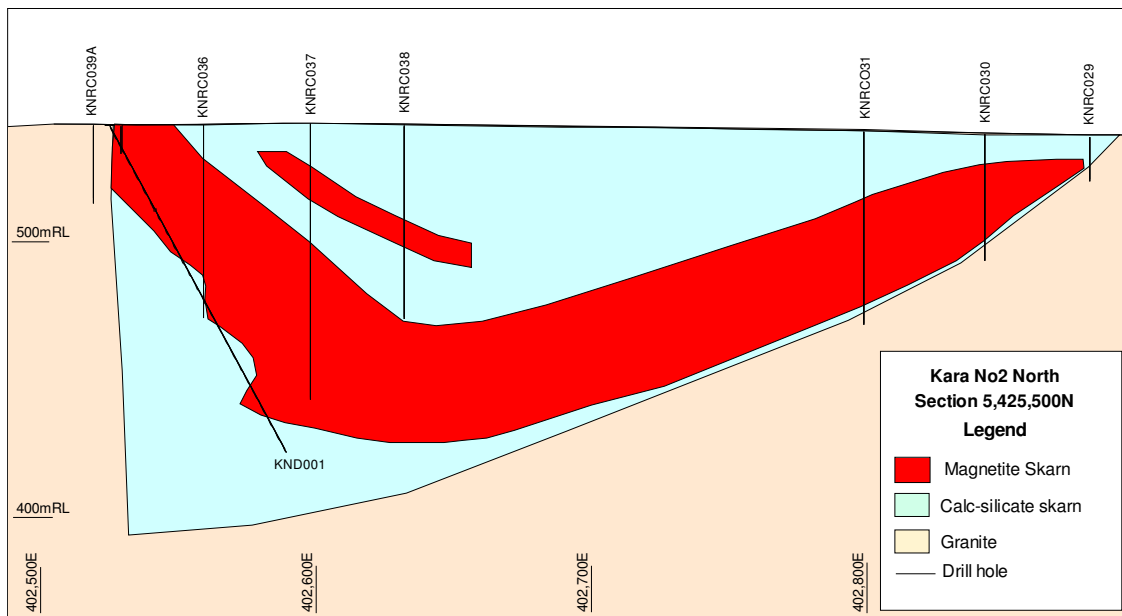 KNRC039A
KNRC036
KNRC037
KNRC038
KNRCO31
KNRC030
KNRC029
500mRL
KND001
400mRL
402,500E
402,600E
402,700E
402,800E
Kara No2 North
Section 5,425,500N
Legend
Magnetite Skarn
Calc-silicate skarn
Granite
Drill hole